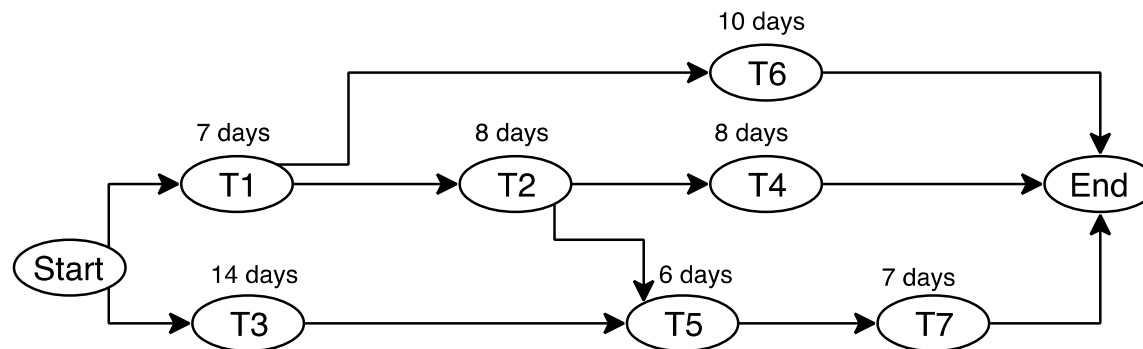 10 days
T6
7 days
8 days
8 days
T1
T2
T4
End
Start
14 days
6 days
7 days
T3
T5
T7